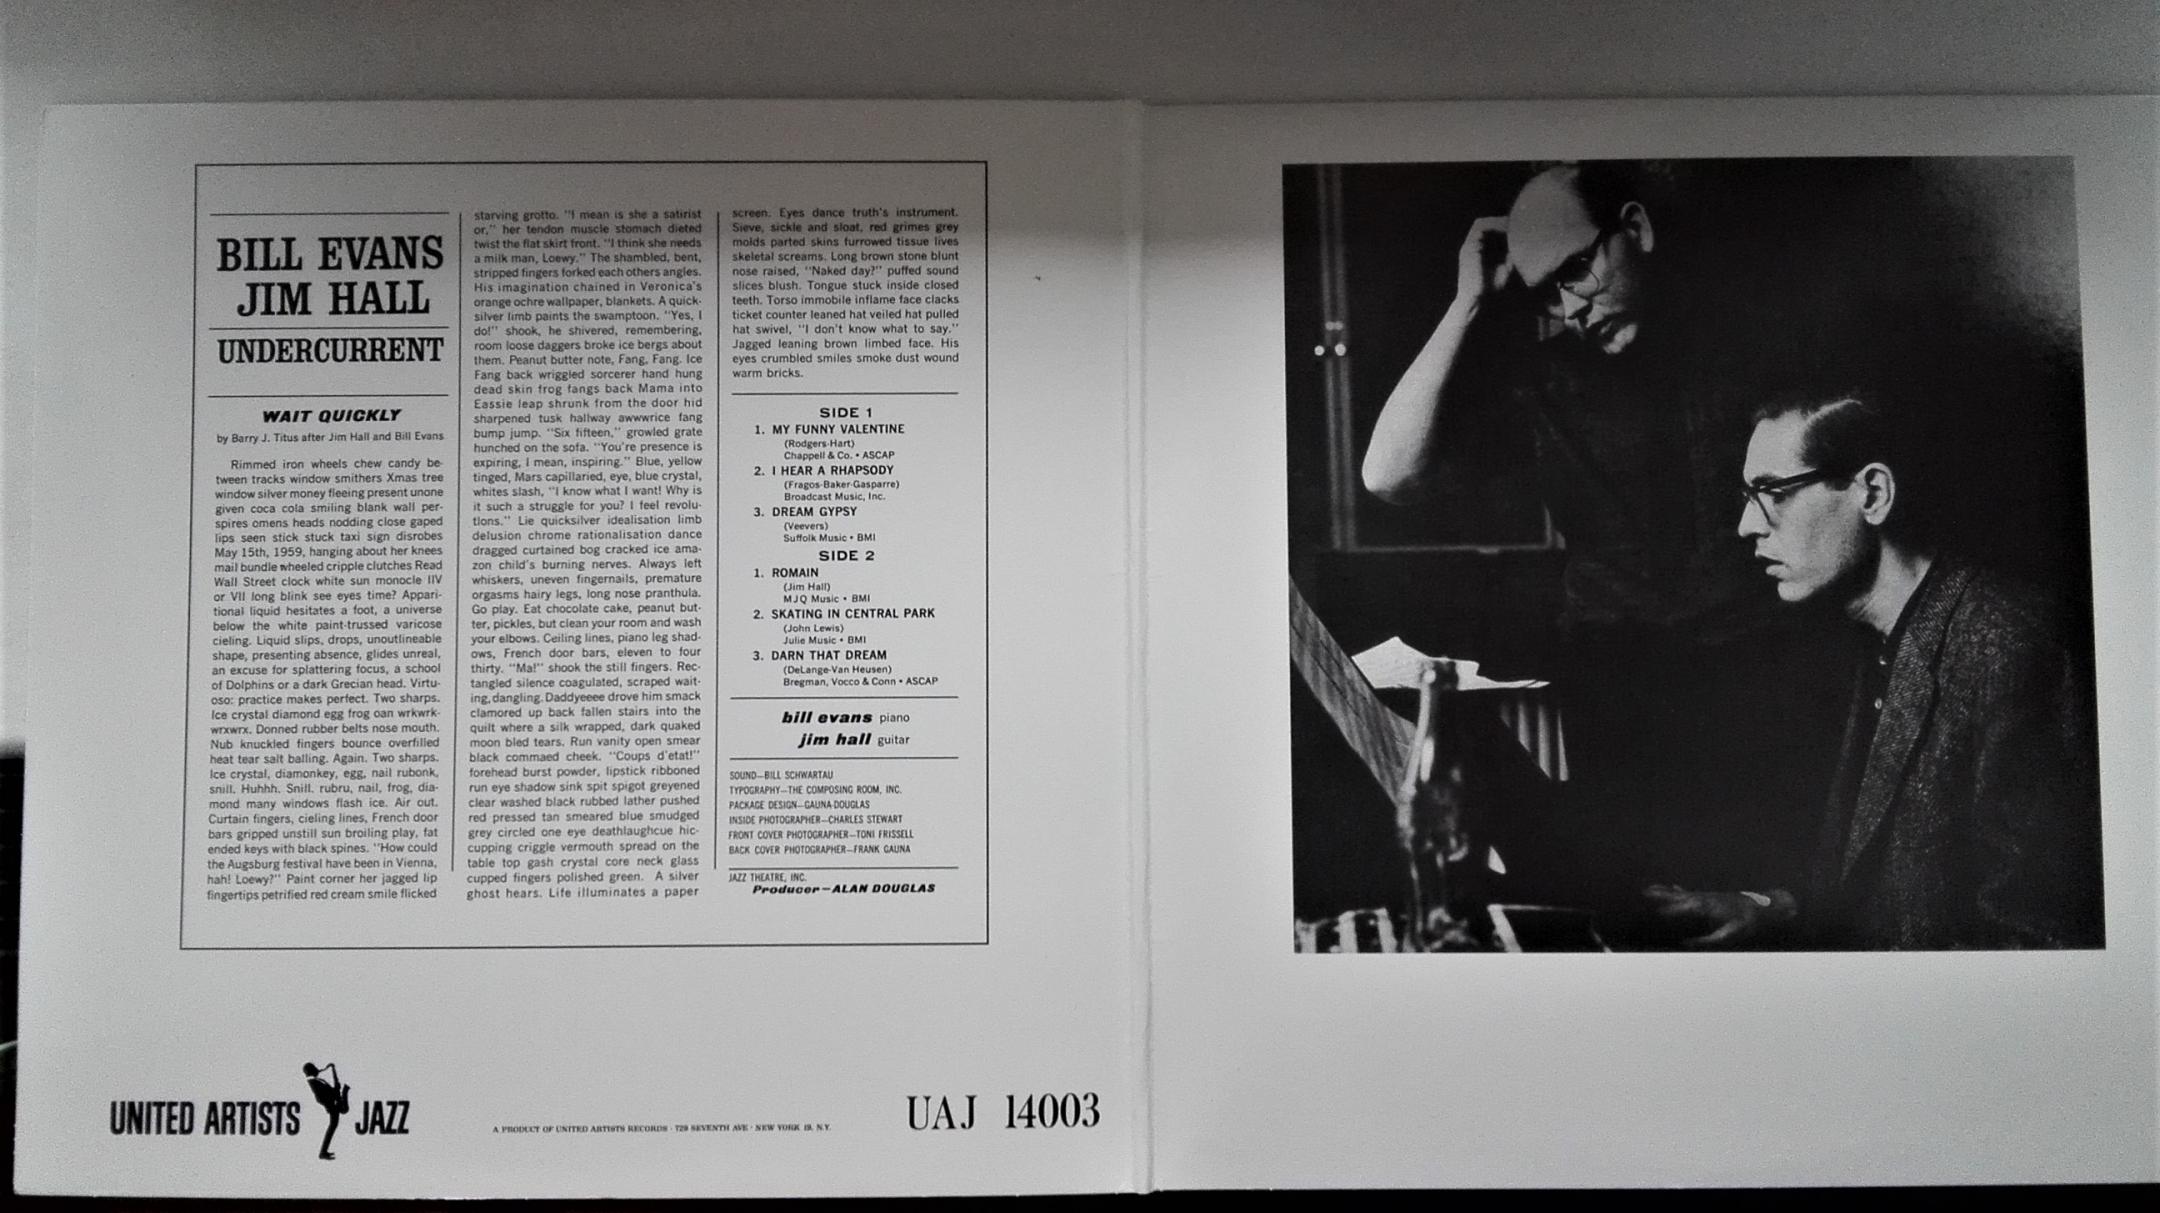 BILL EVANS
JIM HALL
UNDERCURRENT
WAIT QUICKLY
by Barry J. Titus after Jim Hall and Bill Evans
Rimmed iron wheels chew candy be-
tween tracks window smithers Xmas tree
window silver money fleeing present unone
given coca cola smiling blank wall per-
spires omens heads nodding close gaped
lips seen stick stuck taxi sign disrobes
May 15th, 1959, hanging about her knees
mail bundle wheeled cripple clutches Read
Wall Street clock white sun monocle IIV
or VII long blink see eyes time? Appari-
tional liquid hesitates a foot, a universe
below the white paint-trussed varicose
cieling. Liquid slips, drops, unoutlineable
shape, presenting absence, glides unreal,
an excuse for splattering focus, a school
of Dolphins or a dark Grecian head. Virtu-
oso: practice makes perfect. Two sharps.
Ice crystal diamond egg frog oan wrkwrk-
wrxwrx. Donned rubber belts nose mouth.
Nub knuckled fingers bounce overfilled
heat tear salt balling. Again. Two sharps.
Ice crystal, diamonkey, egg, nail rubonk,
snill. Huhhh. Snill. rubru, nail, frog, dia-
mond many windows flash ice. Air out.
Curtain fingers, cieling lines, French door
bars gripped unstill sun broiling play, fat
ended keys with black spines. "How could
the Augsburg festival have been in Vienna,
hah! Loewy?" Paint corner her jagged lip
fingertips petrified red cream smile flicked
starving grotto. "I mean is she a satirist
or," her tendon muscle stomach dieted
twist the flat skirt front. "I think she needs
a milk man, Loewy." The shambled, bent,
stripped fingers forked each others angles.
His imagination chained in Veronica's
orange ochre wallpaper, blankets. A quick-
silver limb paints the swamptoon. "Yes, I
do!" shook, he shivered, remembering,
room loose daggers broke ice bergs about
them. Peanut butter note, Fang, Fang. Ice
Fang back wriggled sorcerer hand hung
dead skin frog fangs back Mama into
Eassie leap shrunk from the door hid
sharpened tusk hallway awwwrice fang
bump jump. "Six fifteen," growled grate
hunched on the sofa. "You're presence is
expiring, I mean, inspiring." Blue, yellow
tinged, Mars capillaried, eye, blue crystal,
whites slash, "I know what I want! Why is
it such a struggle for you? I feel revolu-
tions." Lie quicksilver idealisation limb
delusion chrome rationalisation dance
dragged curtained bog cracked ice ama-
zon child's burning nerves. Always left
whiskers, uneven fingernails, premature
orgasms hairy legs, long nose pranthula.
Go play. Eat chocolate cake, peanut but-
ter, pickles, but clean your room and wash
your elbows. Ceiling lines, piano leg shad-
ows, French door bars, eleven to four
thirty. "Ma!" shook the still fingers. Rec-
tangled silence coagulated, scraped wait-
ing, dangling. Daddyeeee drove him smack
clamored up back fallen stairs into the
quilt where a silk wrapped, dark quaked
moon bled tears. Run vanity open smear
black commaed cheek. "Coups d'etat!"
forehead burst powder, lipstick ribboned
run eye shadow sink spit spigot greyened
clear washed black rubbed lather pushed
red pressed tan smeared blue smudged
grey circled one eye deathlaughcue hic-
cupping criggle vermouth spread on the
table top gash crystal core neck glass
cupped fingers polished green. A silver
ghost hears. Life illuminates a paper
screen. Eyes dance truth's instrument.
Sieve, sickle and sloat, red grimes grey
molds parted skins furrowed tissue lives
skeletal screams. Long brown stone blunt
nose raised, "Naked day?" puffed sound
slices blush. Tongue stuck inside closed
teeth. Torso immobile inflame face clacks
ticket counter leaned hat veiled hat pulled
hat swivel, "I don't know what to say."
Jagged leaning brown limbed face. His
eyes crumbled smiles smoke dust wound
warm bricks.
SIDE 1
1. MY FUNNY VALENTINE
(Rodgers-Hart)
Chappell & Co. • ASCAP
2. I HEAR A RHAPSODY
(Fragos-Baker-Gasparre)
Broadcast Music, Inc.
3. DREAM GYPSY
(Veevers)
Suffolk Music • BMI
SIDE 2
1. ROMAIN
(Jim Hall)
MJQ Music • BMI
2. SKATING IN CENTRAL PARK
(John Lewis)
Julie Music • BMI
3. DARN THAT DREAM
(DeLange-Van Heusen)
Bregman, Vocco & Conn • ASCAP
bill evans piano
jim hall guitar
SOUND—BILL SCHWARTAU
TYPOGRAPHY—THE COMPOSING ROOM, INC.
PACKAGE DESIGN—GAUNA-DOUGLAS
INSIDE PHOTOGRAPHER—CHARLES STEWART
FRONT COVER PHOTOGRAPHER—TONI FRISSELL
BACK COVER PHOTOGRAPHER—FRANK GAUNA
JAZZ THEATRE, INC.
Producer—ALAN DOUGLAS
UNITED ARTISTS JAZZ
A PRODUCT OF UNITED ARTISTS RECORDS · 729 SEVENTH AVE · NEW YORK 19, N.Y.
UAJ 14003